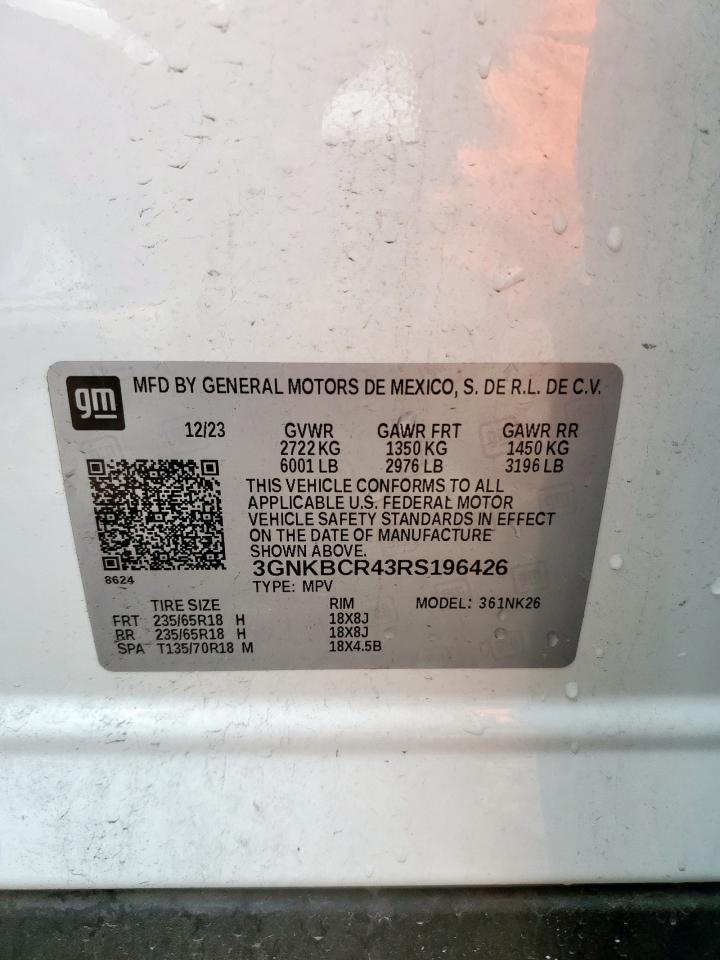 gm MFD BY GENERAL MOTORS DE MEXICO, S. DE R.L. DE C.V.
12/23 GVWR GAWR FRT GAWR RR
2722 KG 1350 KG 1450 KG
6001 LB 2976 LB 3196 LB
THIS VEHICLE CONFORMS TO ALL
APPLICABLE U.S. FEDERAL MOTOR
VEHICLE SAFETY STANDARDS IN EFFECT
ON THE DATE OF MANUFACTURE
SHOWN ABOVE.
3GNKBCR43RS196426
8624
TYPE: MPV
TIRE SIZE RIM MODEL: 361NK26
FRT 235/65R18 H 18X8J
RR 235/65R18 H 18X8J
SPA T135/70R18 M 18X4.5B